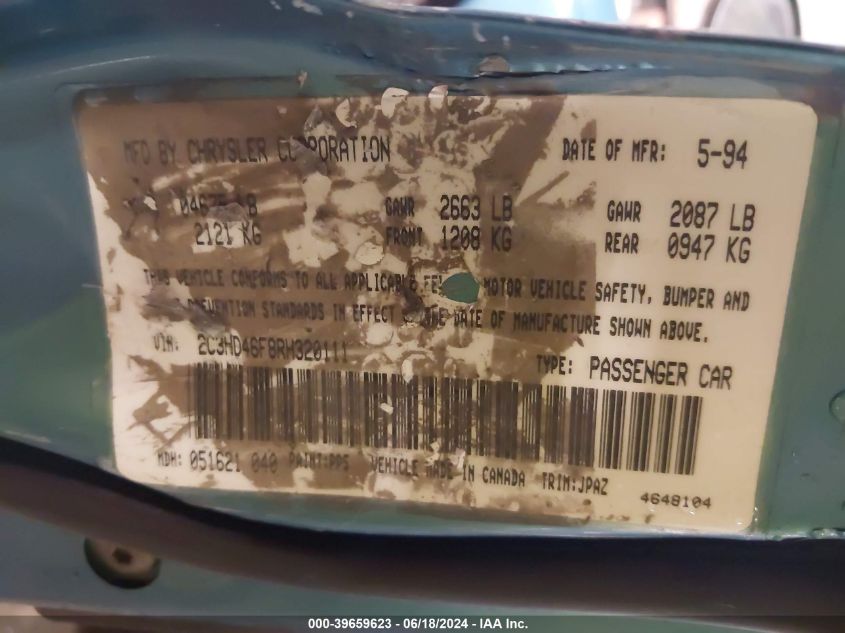 MFD BY CHRYSLER CORPORATION DATE OF MFR: 5-94
LB GAWR 2663 LB GAWR 2087 LB
2121 KG FRONT 1208 KG REAR 0947 KG
THIS VEHICLE CONFORMS TO ALL APPLICABLE MOTOR VEHICLE SAFETY, BUMPER AND
PREVENTION STANDARDS IN EFFECT DATE OF MANUFACTURE SHOWN ABOVE.
VIN: 2C3HD46F8RH320111 TYPE: PASSENGER CAR
MDH: 051621 040 PAINT:PPS VEHICLE MADE IN CANADA TRIM:JPAZ
4648104
000-39659623 - 06/18/2024 - IAA Inc.